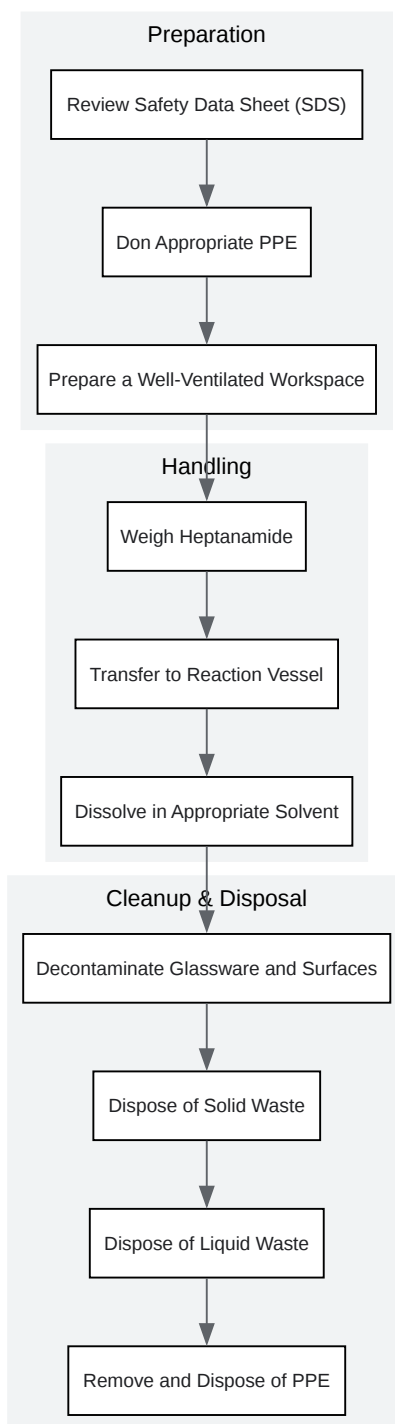 Preparation
Review Safety Data Sheet (SDS)
Don Appropriate PPE
Prepare a Well-Ventilated Workspace
Handling
Weigh Heptanamide
Transfer to Reaction Vessel
Dissolve in Appropriate Solvent
Cleanup & Disposal
Decontaminate Glassware and Surfaces
Dispose of Solid Waste
Dispose of Liquid Waste
Remove and Dispose of PPE